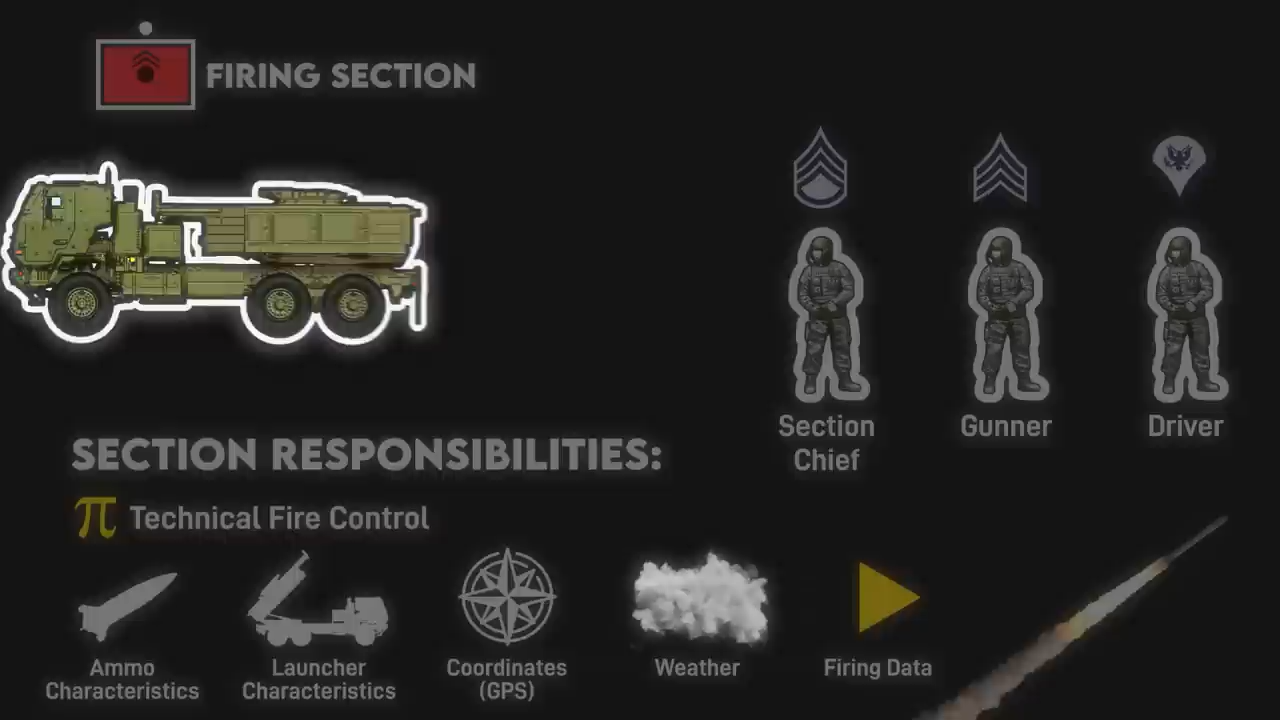 FIRING SECTION
Section
Chief
Gunner
Driver
SECTION RESPONSIBILITIES:
π Technical Fire Control
Ammo
Characteristics
Launcher
Characteristics
Coordinates
(GPS)
Weather
Firing Data